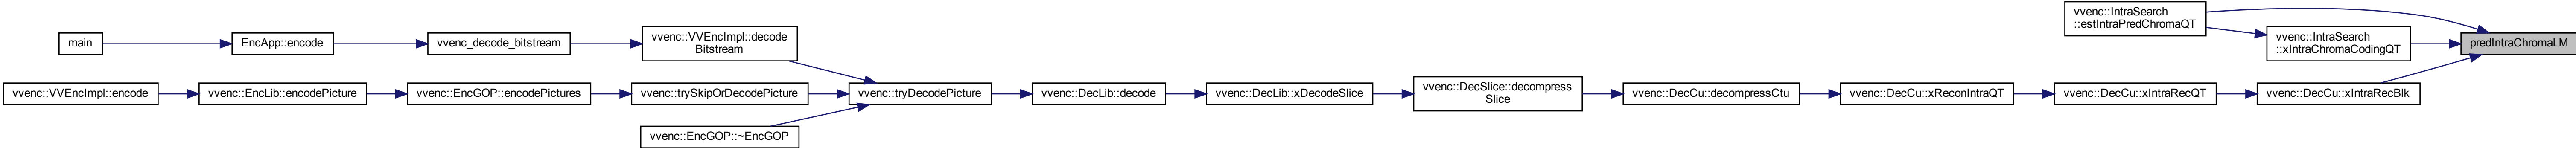 main
EncApp::encode
vvenc_decode_bitstream
vvenc::VVEncImpl::decode
Bitstream
vvenc::IntraSearch
::estIntraPredChromaQT
vvenc::IntraSearch
::xIntraChromaCodingQT
predIntraChromaLM
vvenc::VVEncImpl::encode
vvenc::EncLib::encodePicture
vvenc::EncGOP::encodePictures
vvenc::trySkipOrDecodePicture
vvenc::tryDecodePicture
vvenc::DecLib::decode
vvenc::DecLib::xDecodeSlice
vvenc::DecSlice::decompress
Slice
vvenc::DecCu::decompressCtu
vvenc::DecCu::xReconIntraQT
vvenc::DecCu::xIntraRecQT
vvenc::DecCu::xIntraRecBlk
vvenc::EncGOP::~EncGOP